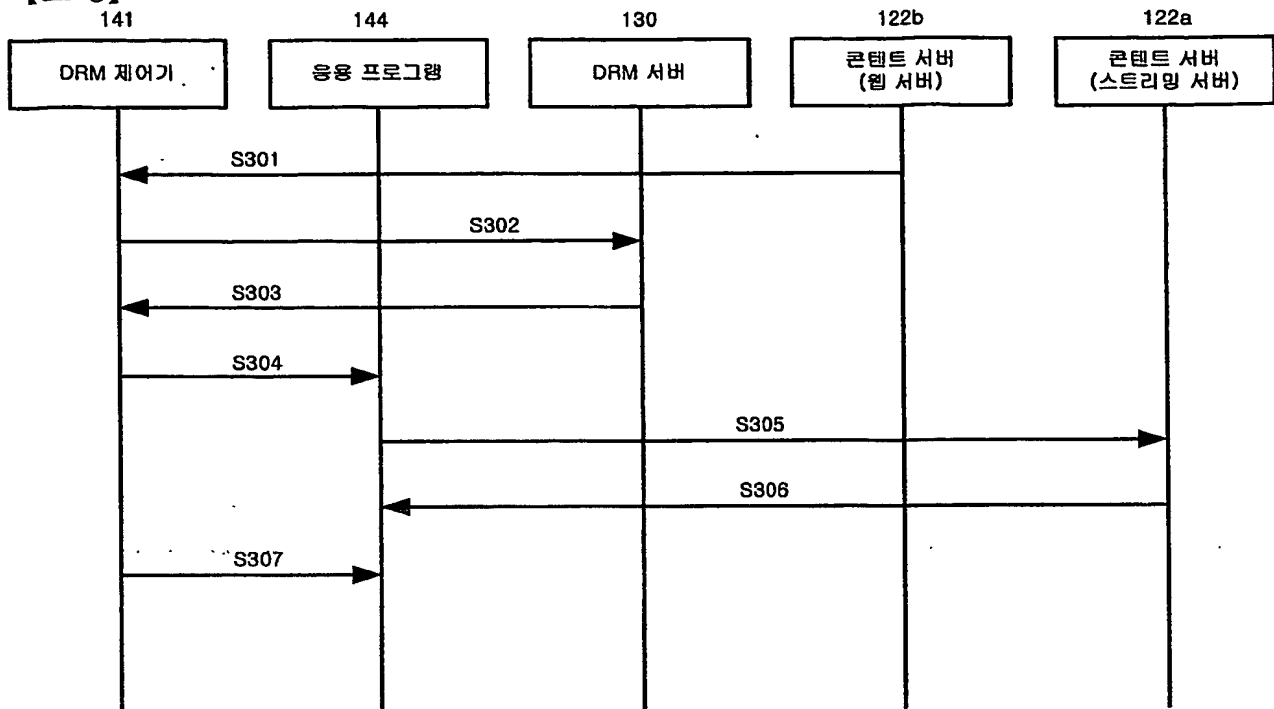 141 144 130 122b 122a
DRM 제어기 응용 프로그램 DRM 서버 콘텐트 서버 콘텐트 서버
(웹 서버) (스트리밍 서버)
S301
S302
S303
S304
S305
S306
S307